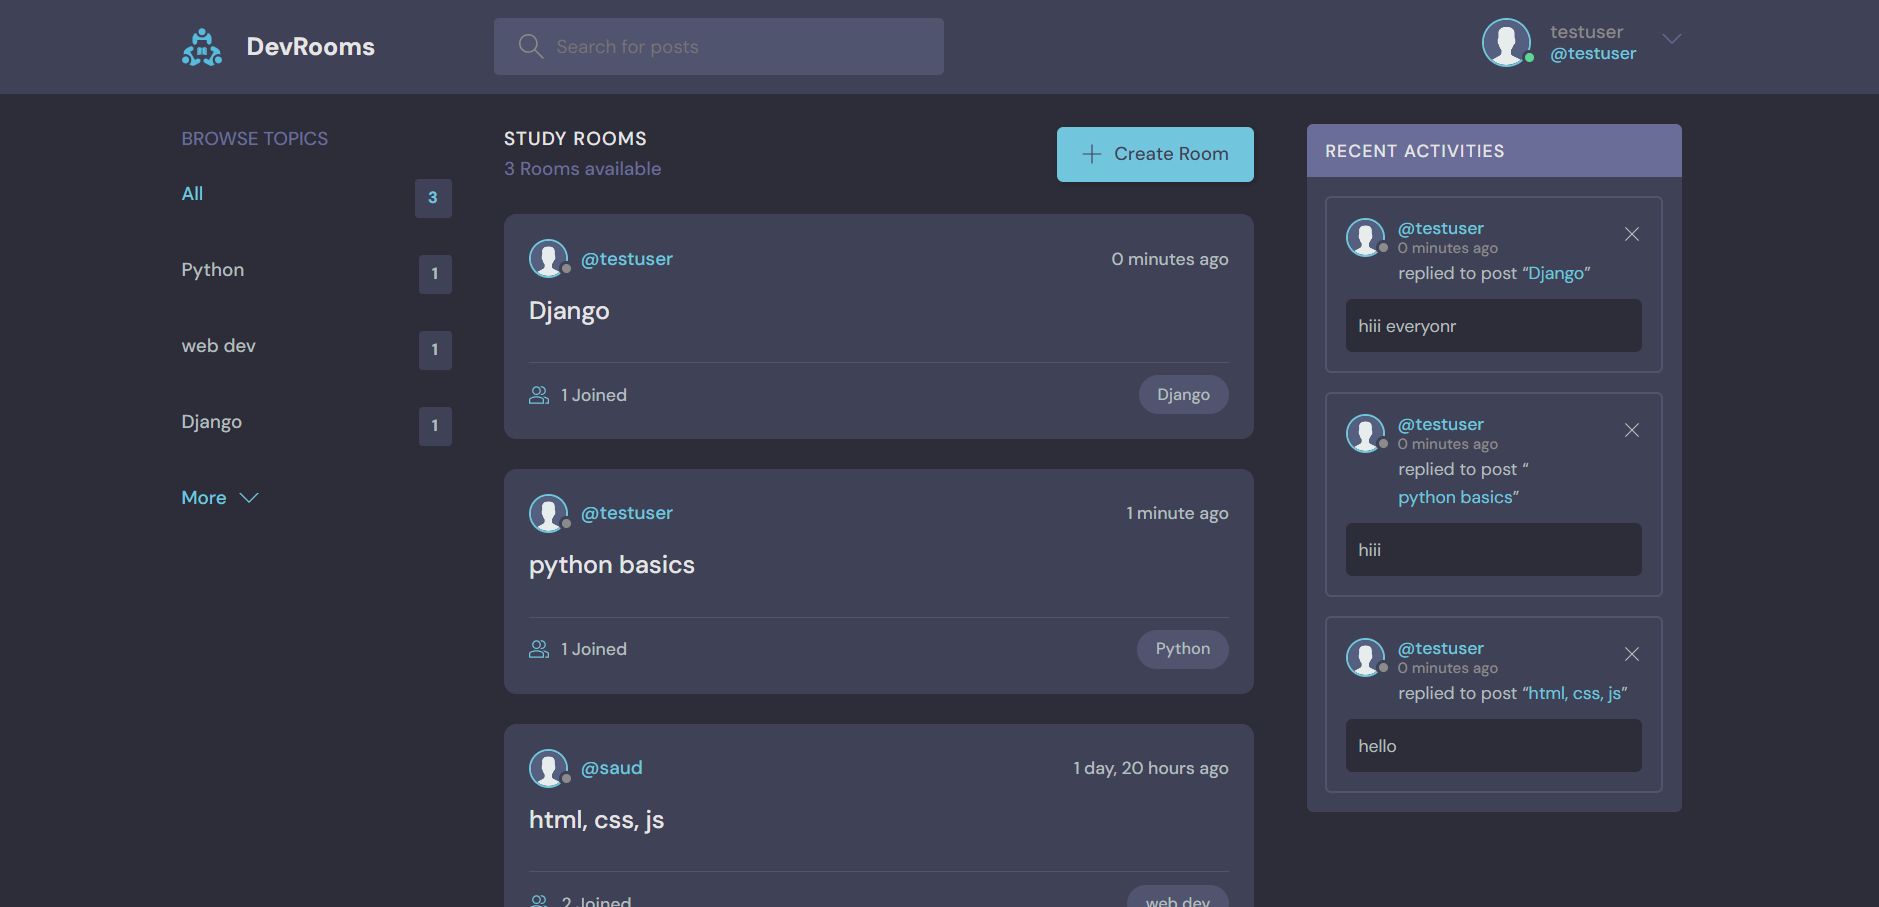 DevRooms
Search for posts
testuser
@testuser
BROWSE TOPICS
All
3
Python
1
web dev
1
Django
1
More
STUDY ROOMS
3 Rooms available
Create Room
@testuser
0 minutes ago
Django
1 Joined
Django
@testuser
1 minute ago
python basics
1 Joined
Python
@saud
1 day, 20 hours ago
html, css, js
2 Joined
web dev
RECENT ACTIVITIES
@testuser
0 minutes ago
replied to post “Django”
hiii everyonr
@testuser
0 minutes ago
replied to post “
python basics”
hiii
@testuser
0 minutes ago
replied to post “html, css, js”
hello